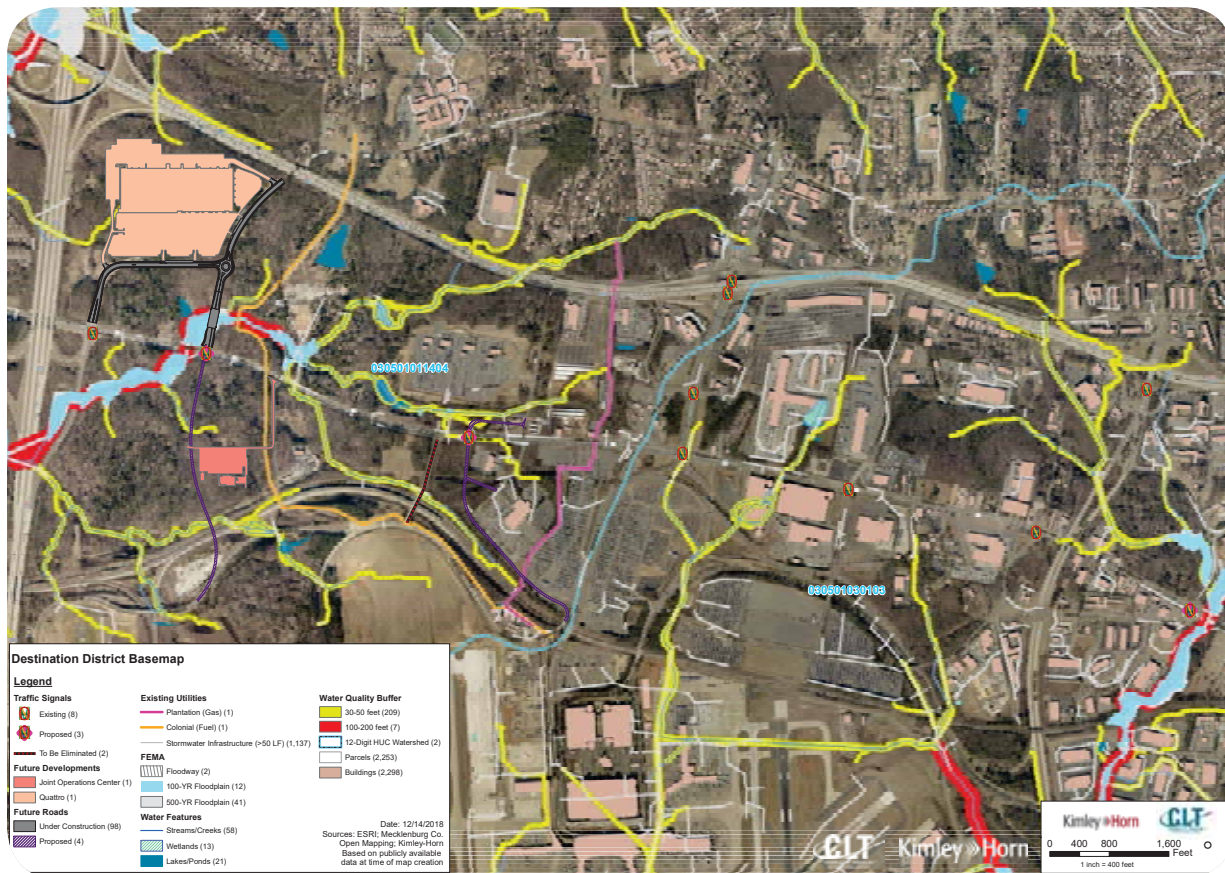 030501011404
030501030103
Destination District Basemap
Legend
Traffic Signals
Existing (8)
Proposed (3)
To Be Eliminated (2)
Future Developments
Joint Operations Center (1)
Quattro (1)
Future Roads
Under Construction (98)
Proposed (4)
Existing Utilities
Plantation (Gas) (1)
Colonial (Fuel) (1)
Stormwater Infrastructure (>50 LF) (1,137)
FEMA
Floodway (2)
100-YR Floodplain (12)
500-YR Floodplain (41)
Water Features
Streams/Creeks (58)
Wetlands (13)
Lakes/Ponds (21)
Water Quality Buffer
30-50 feet (209)
100-200 feet (7)
12-Digit HUC Watershed (2)
Parcels (2,253)
Buildings (2,298)
Date: 12/14/2018
Sources: ESRI; Mecklenburg Co.
Open Mapping; Kimley-Horn
Based on publicly available
data at time of map creation
CLT Kimley»Horn
Kimley»Horn CLT
0 400 800 1,600
Feet
1 inch = 400 feet